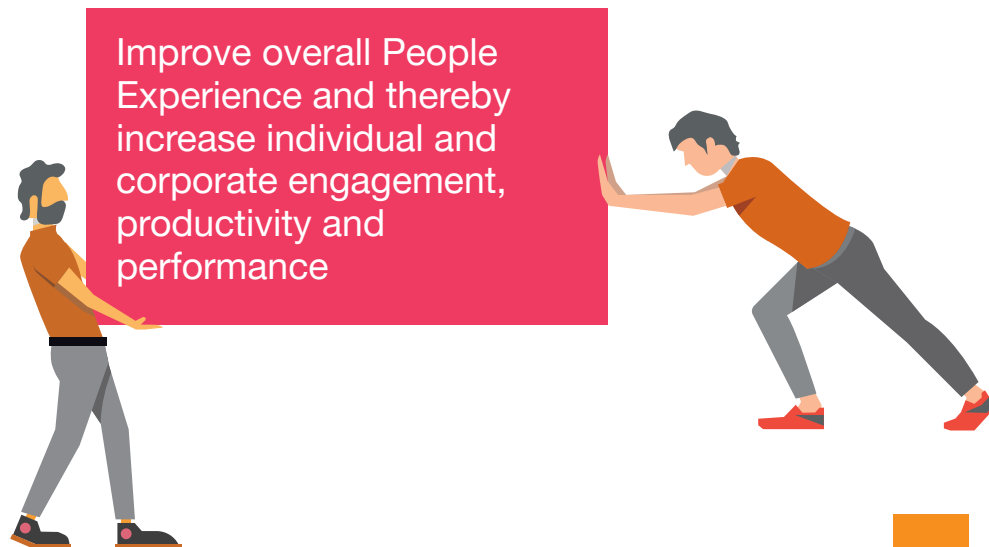 Improve overall People
Experience and thereby
increase individual and
corporate engagement,
productivity and
performance